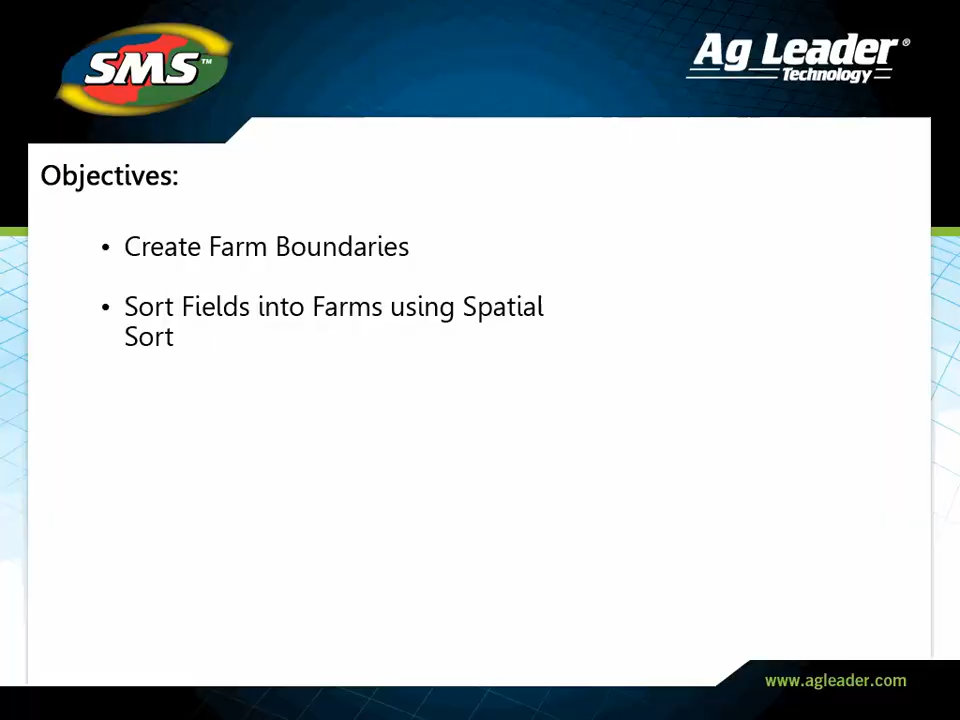 SMS™
Ag Leader®
Technology
Objectives:
• Create Farm Boundaries
• Sort Fields into Farms using Spatial
Sort
www.agleader.com